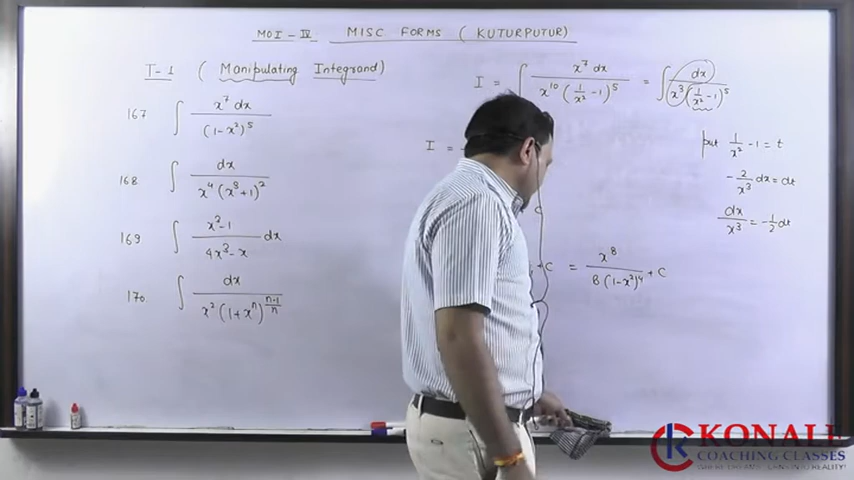 MOI - IV MISC FORMS ( KUTURPUTUR)
T-1 ( Manipulating Integrand)
167 ∫ x⁷ dx / (1-x²)⁵
168 ∫ dx / x⁴(x⁸+1)²
169 ∫ x²-1 / 4x³-x dx
170 ∫ dx / x²(1+xⁿ)^(n-1/n)
I = ∫ x⁷ dx / x¹⁰(1/x² -1)⁵ = ∫ dx / x³(1/x² -1)⁵
put 1/x² -1 = t
-2/x³ dx = dt
dx/x³ = -1/2 dt
I =
C
+ C = x⁸ / 8(1-x²)⁴ + C
KONALE
COACHING CLASSES